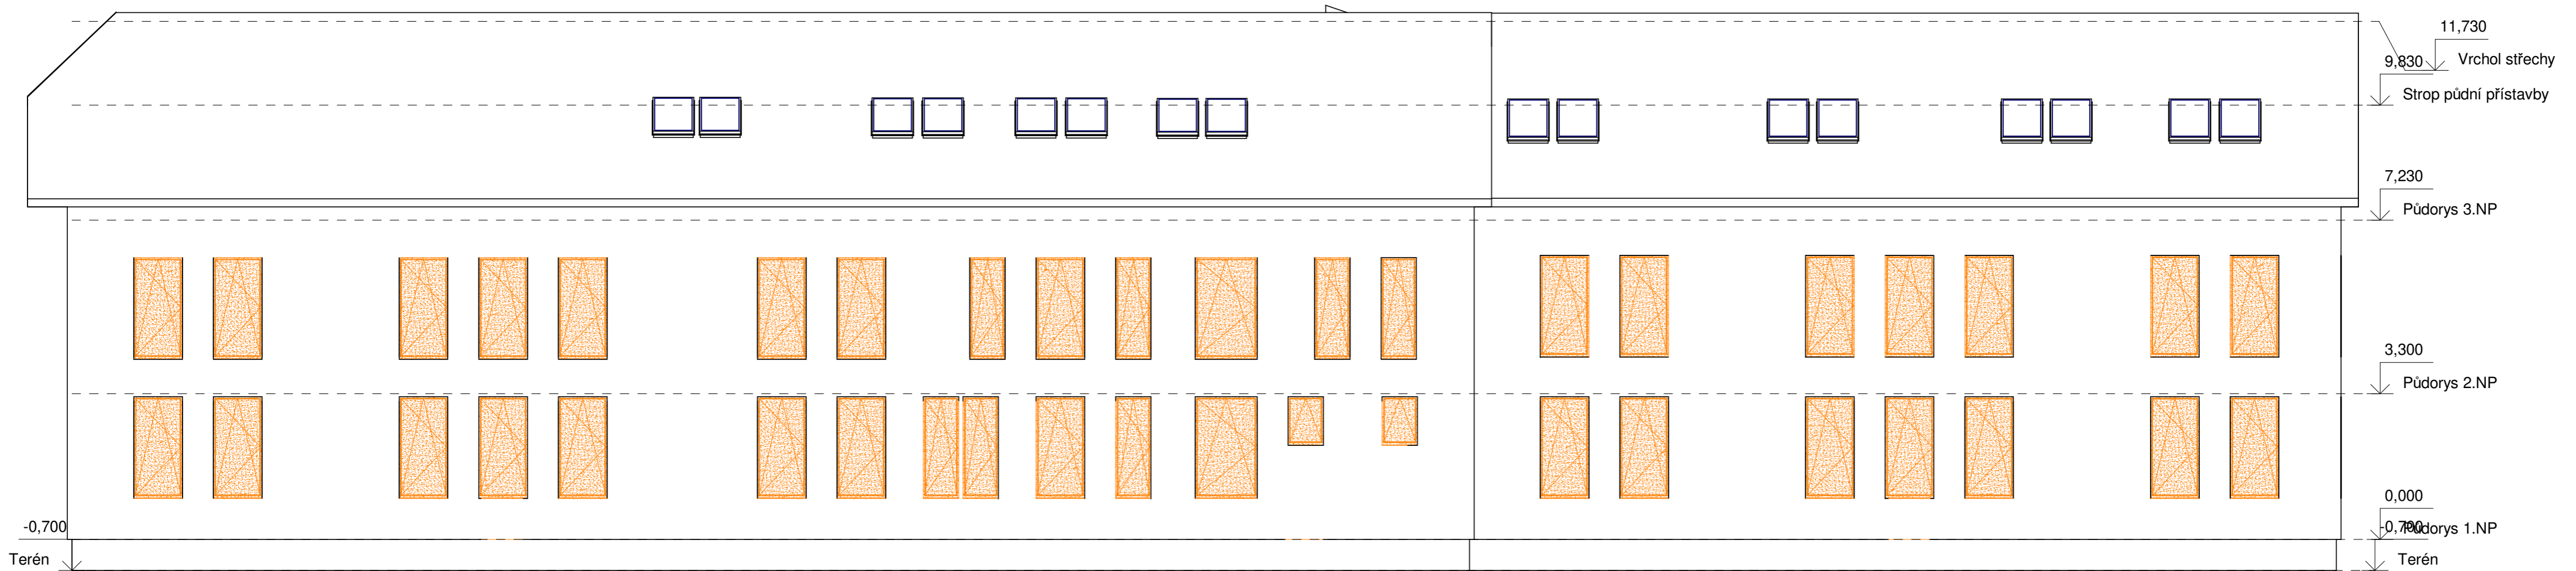 11,730
Vrchol střechy
9,830
Strop půdní přístavby
7,230
Půdorys 3.NP
3,300
Půdorys 2.NP
0,000
Půdorys 1.NP
-0,700
Terén
-0,700
Terén